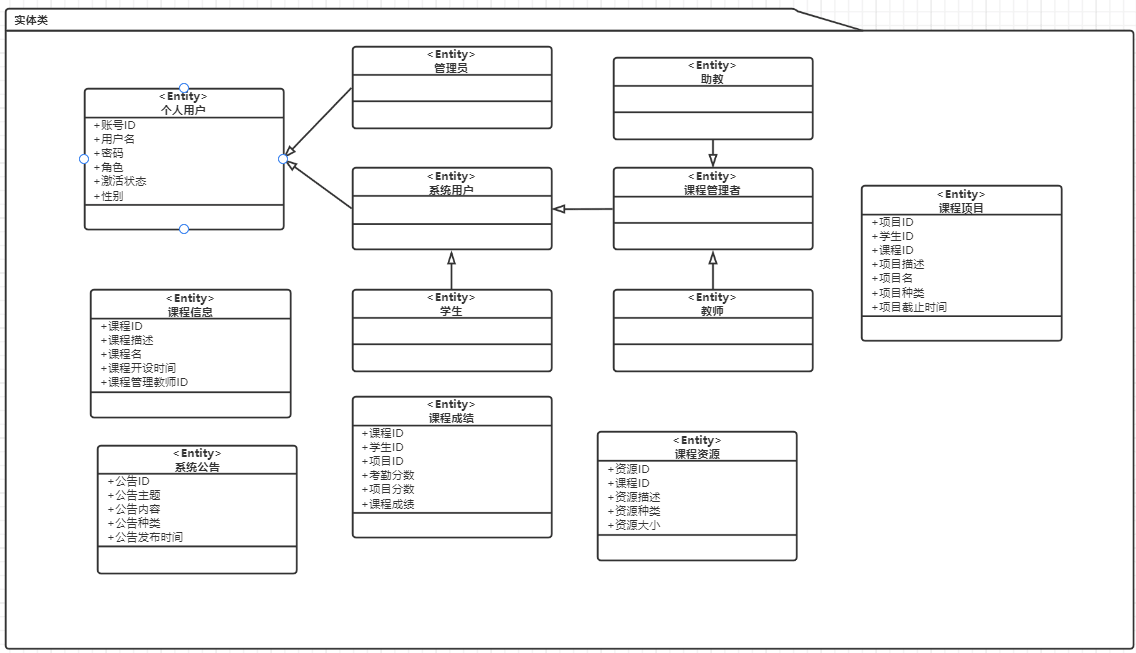 实体类
<Entity>
个人用户
+账号ID
+用户名
+密码
+角色
+激活状态
+性别
<Entity>
管理员
<Entity>
助教
<Entity>
系统用户
<Entity>
课程管理者
<Entity>
课程项目
+项目ID
+学生ID
+课程ID
+项目描述
+项目名
+项目种类
+项目截止时间
<Entity>
课程信息
+课程ID
+课程描述
+课程名
+课程开设时间
+课程管理教师ID
<Entity>
学生
<Entity>
教师
<Entity>
课程成绩
+课程ID
+学生ID
+项目ID
+考勤分数
+项目分数
+课程成绩
<Entity>
课程资源
+资源ID
+课程ID
+资源描述
+资源种类
+资源大小
<Entity>
系统公告
+公告ID
+公告主题
+公告内容
+公告种类
+公告发布时间